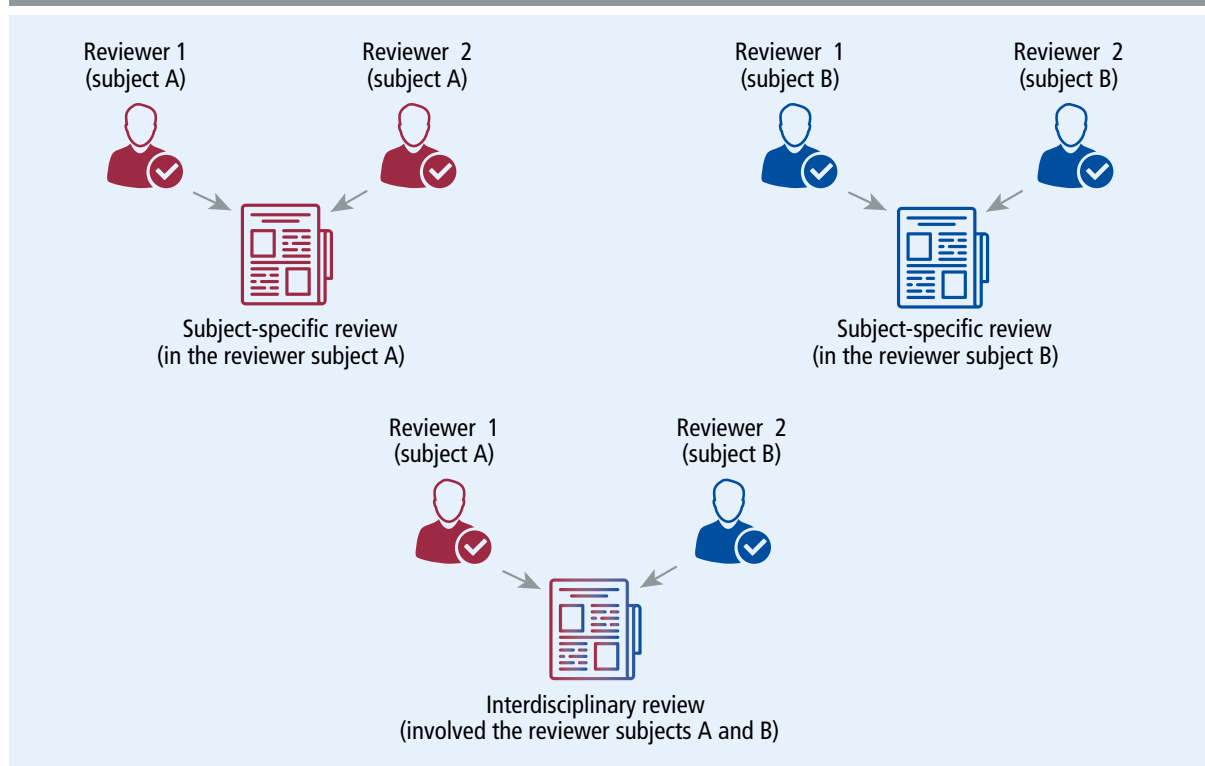 Reviewer 1
(subject A)
Reviewer 2
(subject A)
Reviewer 1
(subject B)
Reviewer 2
(subject B)
Subject-specific review
(in the reviewer subject A)
Subject-specific review
(in the reviewer subject B)
Reviewer 1
(subject A)
Reviewer 2
(subject B)
Interdisciplinary review
(involved the reviewer subjects A and B)